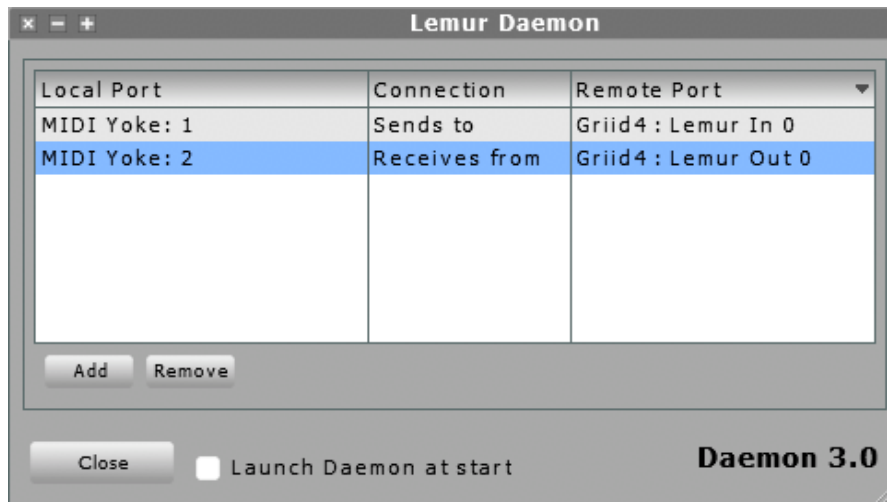 Lemur Daemon
Local Port Connection Remote Port
MIDI Yoke: 1 Sends to Griid4 : Lemur In 0
MIDI Yoke: 2 Receives from Griid4 : Lemur Out 0
Add Remove
Close Launch Daemon at start Daemon 3.0